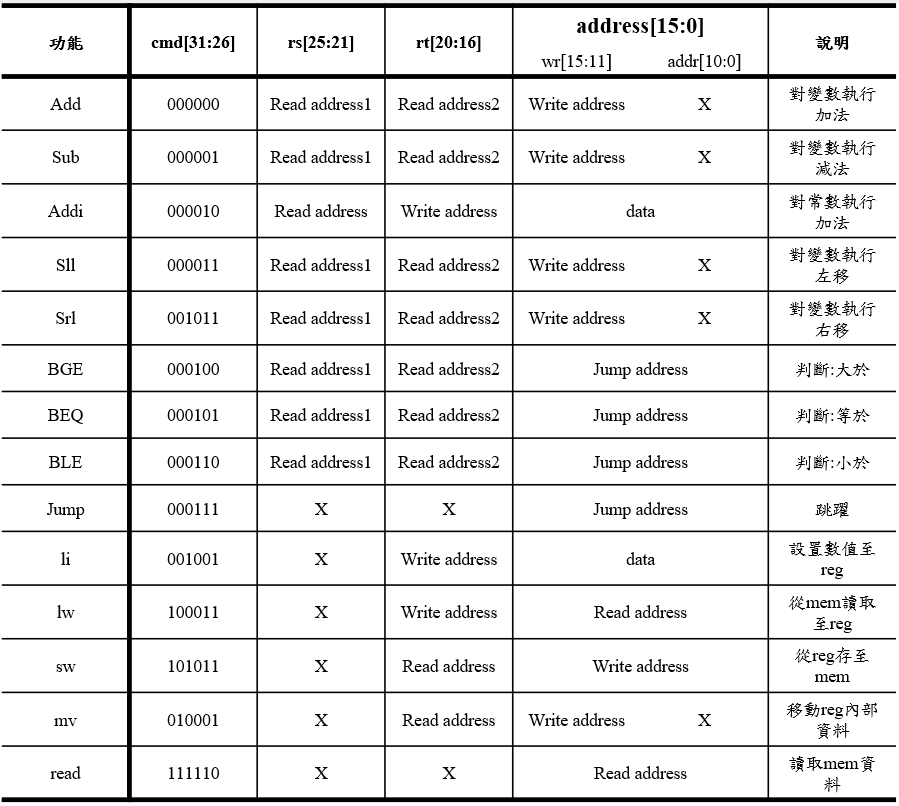 功能 cmd[31:26] rs[25:21] rt[20:16] address[15:0] 說明
wr[15:11] addr[10:0]
Add 000000 Read address1 Read address2 Write address X 對變數執行
加法
Sub 000001 Read address1 Read address2 Write address X 對變數執行
減法
Addi 000010 Read address Write address data 對常數執行
加法
Sll 000011 Read address1 Read address2 Write address X 對變數執行
左移
Srl 001011 Read address1 Read address2 Write address X 對變數執行
右移
BGE 000100 Read address1 Read address2 Jump address 判斷:大於
BEQ 000101 Read address1 Read address2 Jump address 判斷:等於
BLE 000110 Read address1 Read address2 Jump address 判斷:小於
Jump 000111 X X Jump address 跳躍
li 001001 X Write address data 設置數值至
reg
lw 100011 X Write address Read address 從mem讀取
至reg
sw 101011 X Read address Write address 從reg存至
mem
mv 010001 X Read address Write address X 移動reg內部
資料
read 111110 X X Read address 讀取mem資
料